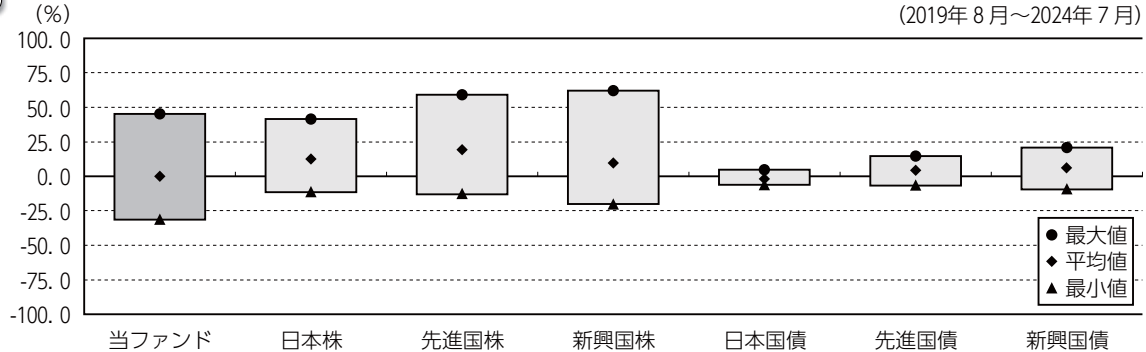 (%)
(2019年8月～2024年7月)
100.0
75.0
50.0
25.0
0.0
-25.0
-50.0
-75.0
-100.0
● 最大値
◆ 平均値
▲ 最小値
当ファンド 日本株 先進国株 新興国株 日本国債 先進国債 新興国債